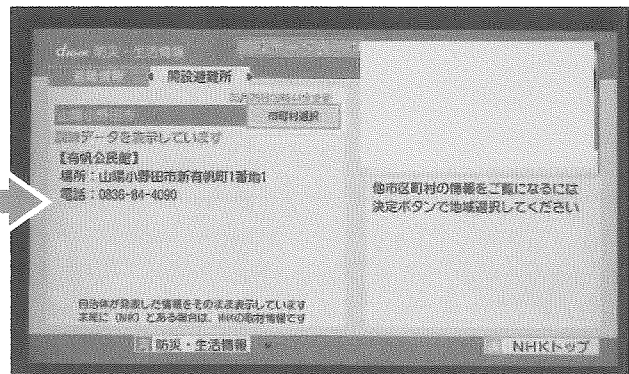 防災・生活情報
開設避難所
市町村選択
訓練データを表示しています
【有帆公民館】
場所：山陽小野田市新有帆町1番地1
電話：0836-84-4090
他市区町村の情報をご覧になるには
決定ボタンで地域選択してください
自治体が発表した情報をそのまま表示しています
末尾に（NHK）とある場合は、NHKの取材情報です
防災・生活情報
NHKトップ